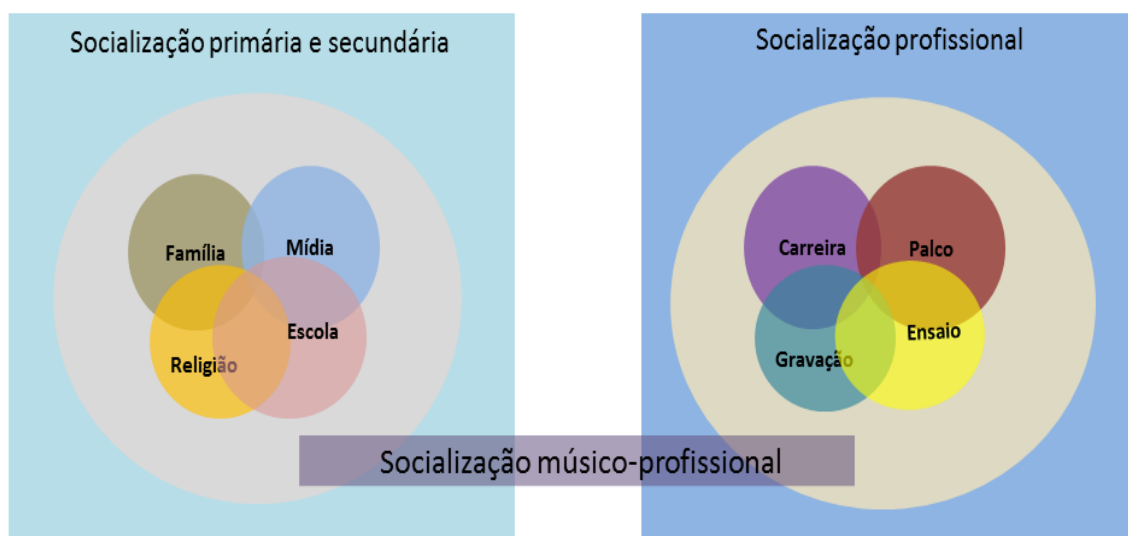 Socialização primária e secundária
Socialização profissional
Família
Mídia
Religião
Escola
Carreira
Palco
Gravação
Ensaio
Socialização músico-profissional